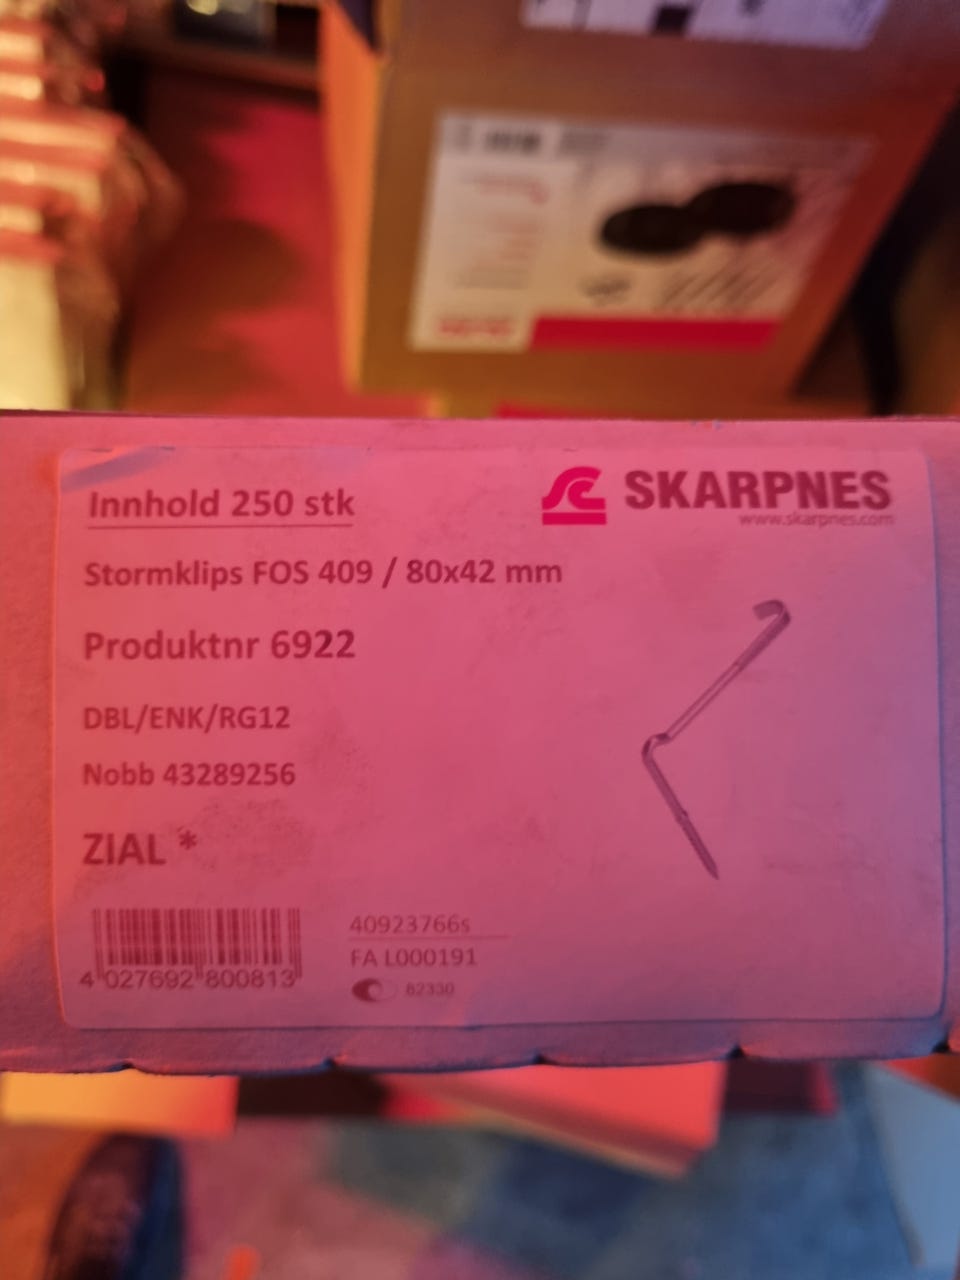 Innhold 250 stk
SKARPNES
www.skarpnes.com
Stormklips FOS 409 / 80x42 mm
Produktnr 6922
DBL/ENK/RG12
Nobb 43289256
ZIAL *
4 027692 800813
40923766s
FA L000191
82330